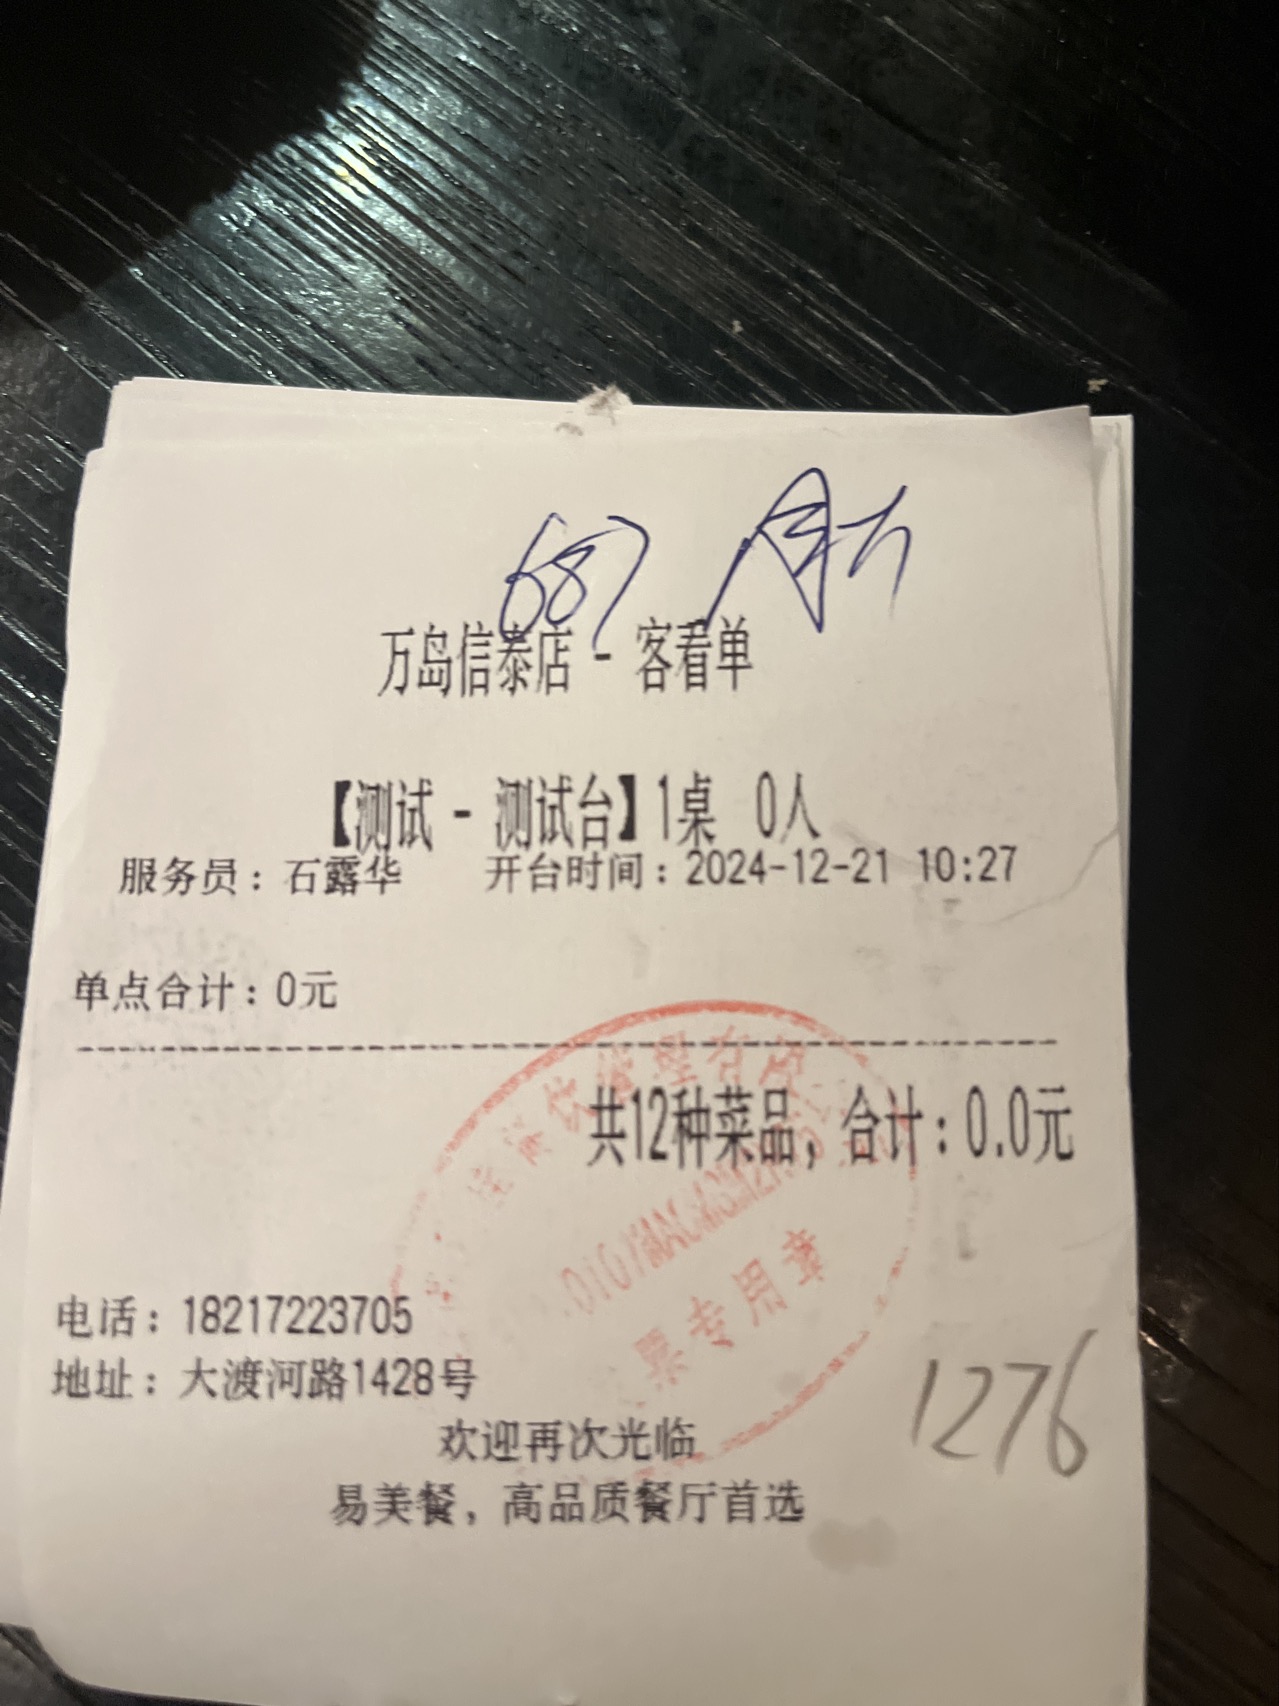 687
万岛信泰店 - 客看单
【测试 - 测试台】1桌 0人
服务员：石露华 开台时间：2024-12-21 10:27
单点合计：0元
共12种菜品，合计：0.0元
票专用章
电话：18217223705
地址：大渡河路1428号
1276
欢迎再次光临
易美餐，高品质餐厅首选